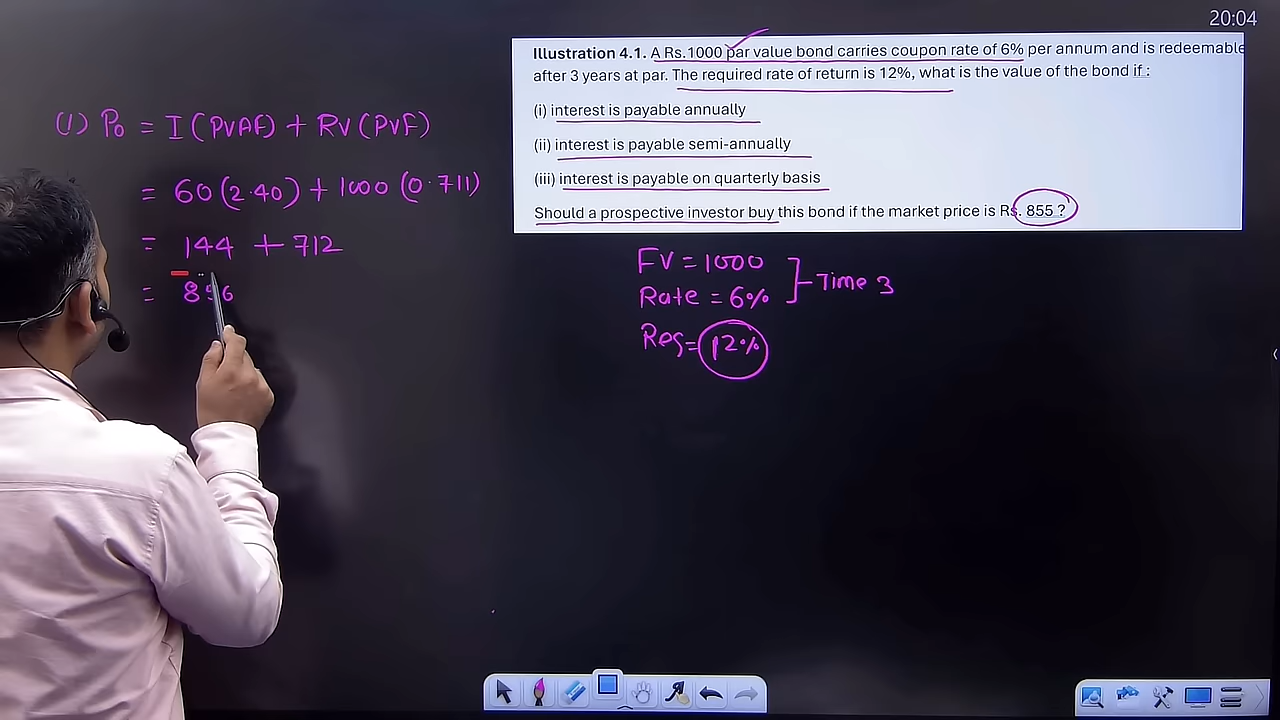 20:04
Illustration 4.1. A Rs.1000 par value bond carries coupon rate of 6% per annum and is redeemable
after 3 years at par. The required rate of return is 12%, what is the value of the bond if :
(i) interest is payable annually
(ii) interest is payable semi-annually
(iii) interest is payable on quarterly basis
Should a prospective investor buy this bond if the market price is Rs. 855 ?
(1) P0 = I (PVAF) + RV (PVF)
= 60 (2.40) + 1000 (0.711)
= 144 + 712
= 856
FV = 1000
Rate = 6%
Time 3
Req = 12%